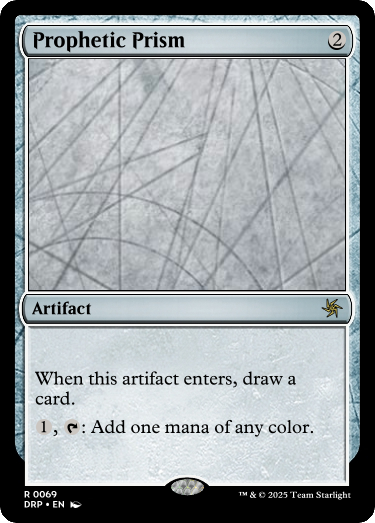 Prophetic Prism 2
Artifact
When this artifact enters, draw a
card.
1, : Add one mana of any color.
R 0069
DRP • EN
™ & © 2025 Team Starlight